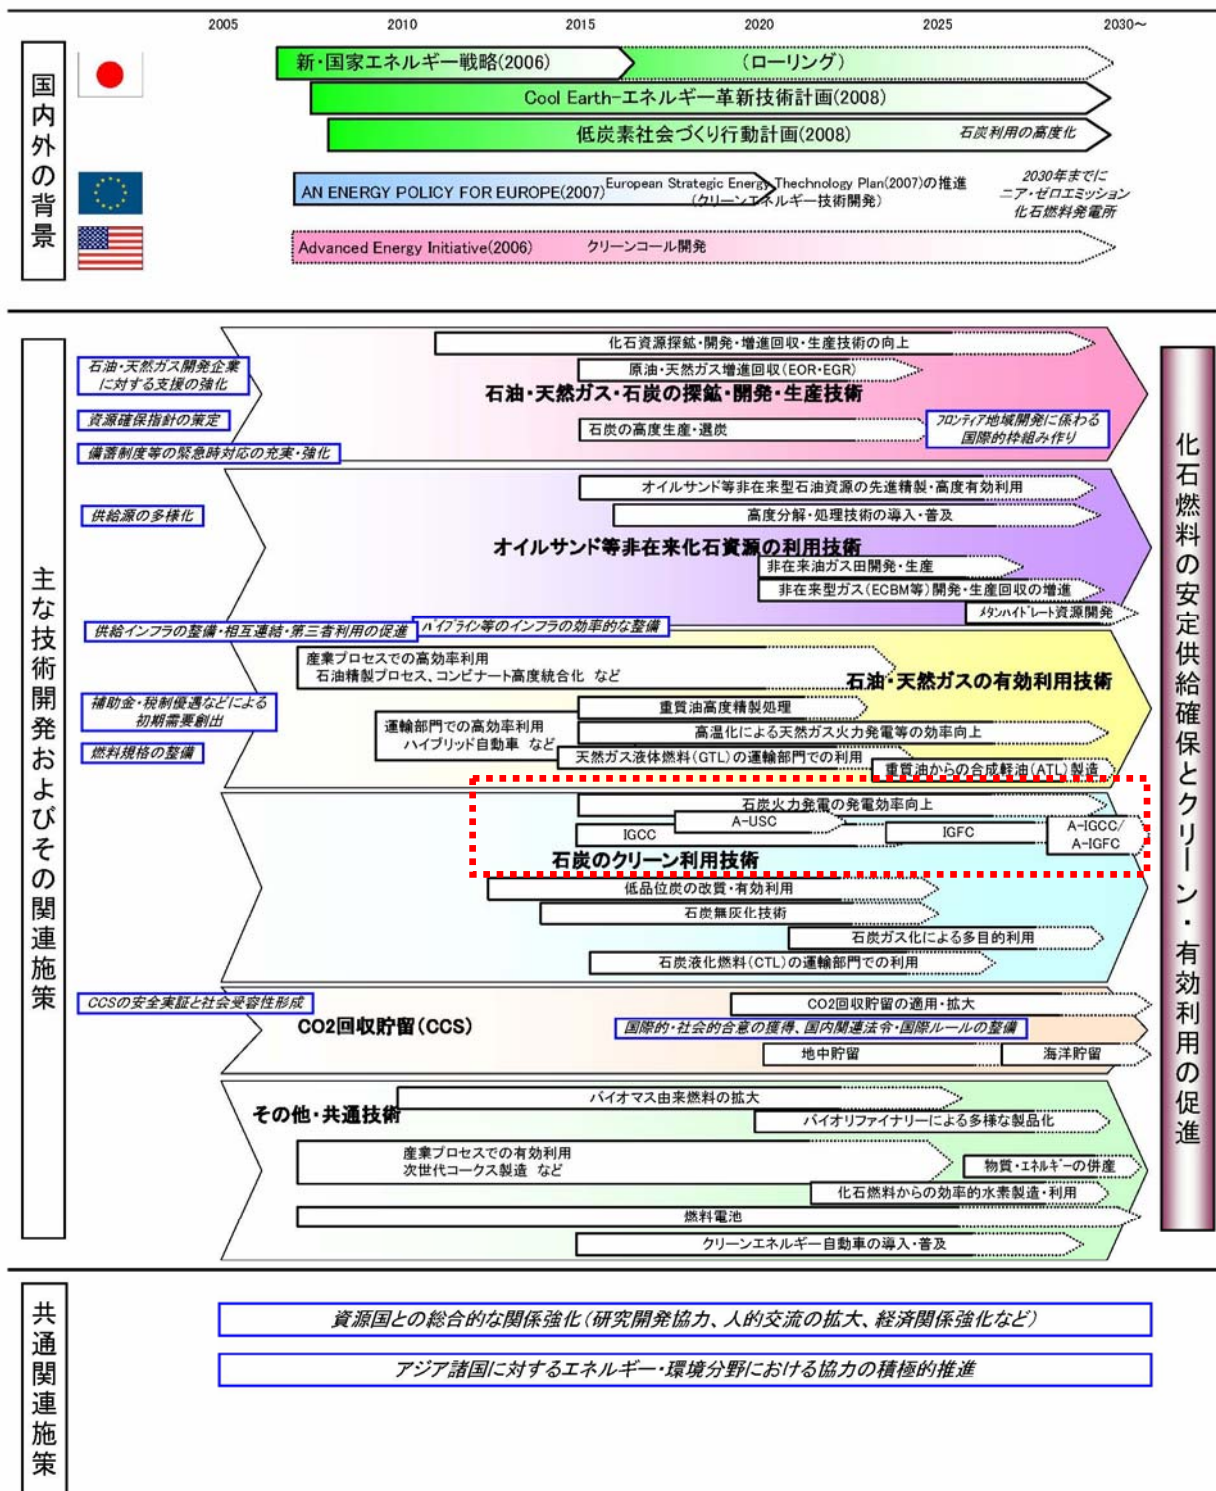 2005 2010 2015 2020 2025 2030～
国内外の背景
新・国家エネルギー戦略(2006) (ローリング)
Cool Earth-エネルギー革新技術計画(2008)
低炭素社会づくり行動計画(2008) 石炭利用の高度化
AN ENERGY POLICY FOR EUROPE(2007)
European Strategic Energy Thechnology Plan(2007)の推進
(クリーンエネルギー技術開発)
2030年までに
ニア・ゼロエミッション
化石燃料発電所
Advanced Energy Initiative(2006) クリーンコール開発
主な技術開発およびその関連施策
化石燃料の安定供給確保とクリーン・有効利用の促進
化石資源探鉱・開発・増進回収・生産技術の向上
石油・天然ガス開発企業
に対する支援の強化
原油・天然ガス増進回収(EOR・EGR)
石油・天然ガス・石炭の探鉱・開発・生産技術
資源確保指針の策定
石炭の高度生産・選炭
フロンティア地域開発に係わる
国際的枠組み作り
備蓄制度等の緊急時対応の充実・強化
オイルサンド等非在来型石油資源の先進精製・高度有効利用
供給源の多様化
高度分解・処理技術の導入・普及
オイルサンド等非在来化石資源の利用技術
非在来油ガス田開発・生産
非在来型ガス(ECBM等)開発・生産回収の増進
メタンハイドレート資源開発
供給インフラの整備・相互連結・第三者利用の促進
パイプライン等のインフラの効率的な整備
産業プロセスでの高効率利用
石油精製プロセス、コンビナート高度統合化 など
石油・天然ガスの有効利用技術
補助金・税制優遇などによる
初期需要創出
重質油高度精製処理
運輸部門での高効率利用
ハイブリッド自動車 など
高温化による天然ガス火力発電等の効率向上
燃料規格の整備
天然ガス液体燃料(GTL)の運輸部門での利用
重質油からの合成軽油(ATL)製造
石炭火力発電の発電効率向上
A-USC
IGCC
IGFC
A-IGCC/
A-IGFC
石炭のクリーン利用技術
低品位炭の改質・有効利用
石炭無灰化技術
石炭ガス化による多目的利用
石炭液化燃料(CTL)の運輸部門での利用
CCSの安全実証と社会受容性形成
CO2回収貯留の適用・拡大
CO2回収貯留(CCS)
国際的・社会的合意の獲得、国内関連法令・国際ルールの整備
地中貯留
海洋貯留
バイオマス由来燃料の拡大
その他・共通技術
バイオリファイナリーによる多様な製品化
産業プロセスでの有効利用
次世代コークス製造 など
物質・エネルギーの併産
化石燃料からの効率的水素製造・利用
燃料電池
クリーンエネルギー自動車の導入・普及
共通関連施策
資源国との総合的な関係強化(研究開発協力、人的交流の拡大、経済関係強化など)
アジア諸国に対するエネルギー・環境分野における協力の積極的推進